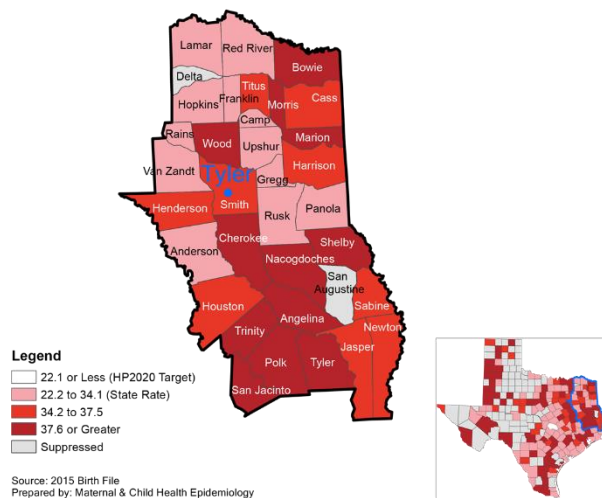 Lamar
Red River
Bowie
Delta
Titus
Cass
Hopkins
Franklin
Morris
Camp
Rains
Wood
Marion
Upshur
Van Zandt
Tyler
Harrison
Gregg
Smith
Henderson
Rusk
Panola
Cherokee
Shelby
Anderson
Nacogdoches
San
Augustine
Houston
Sabine
Angelina
Newton
Trinity
Jasper
Polk
Tyler
San Jacinto
Legend
22.1 or Less (HP2020 Target)
22.2 to 34.1 (State Rate)
34.2 to 37.5
37.6 or Greater
Suppressed
Source: 2015 Birth File
Prepared by: Maternal & Child Health Epidemiology